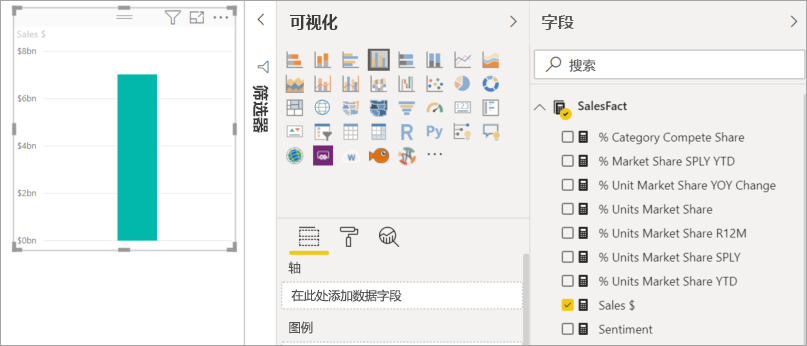 Sales $
$8bn
$6bn
$4bn
$2bn
$0bn
筛选器
可视化
123
R
Py
w
轴
在此处添加数据字段
图例
字段
搜索
SalesFact
% Category Compete Share
% Market Share SPLY YTD
% Unit Market Share YOY Change
% Units Market Share
% Units Market Share R12M
% Units Market Share SPLY
% Units Market Share YTD
Sales $
Sentiment